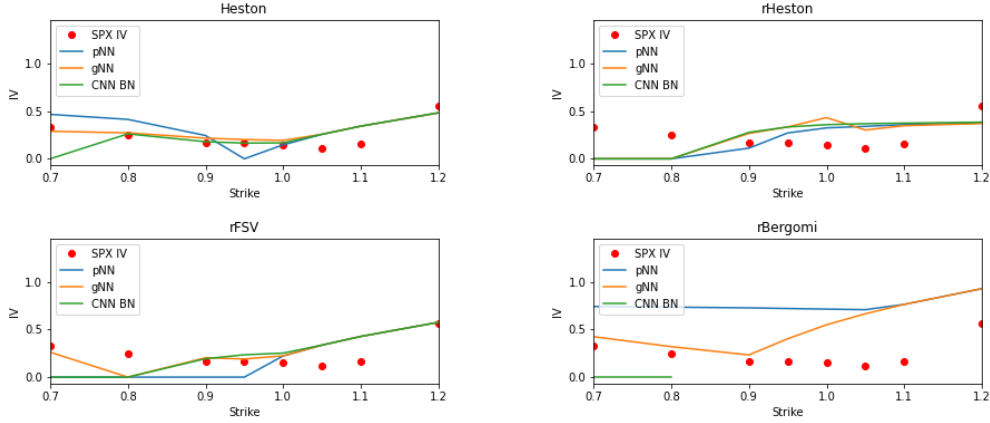 Heston
SPX IV
pNN
gNN
CNN BN
1.0
0.5
0.0
IV
0.7 0.8 0.9 1.0 1.1 1.2
Strike
rHeston
SPX IV
pNN
gNN
CNN BN
1.0
0.5
0.0
IV
0.7 0.8 0.9 1.0 1.1 1.2
Strike
rFSV
SPX IV
pNN
gNN
CNN BN
1.0
0.5
0.0
IV
0.7 0.8 0.9 1.0 1.1 1.2
Strike
rBergomi
SPX IV
pNN
gNN
CNN BN
1.0
0.5
0.0
IV
0.7 0.8 0.9 1.0 1.1 1.2
Strike